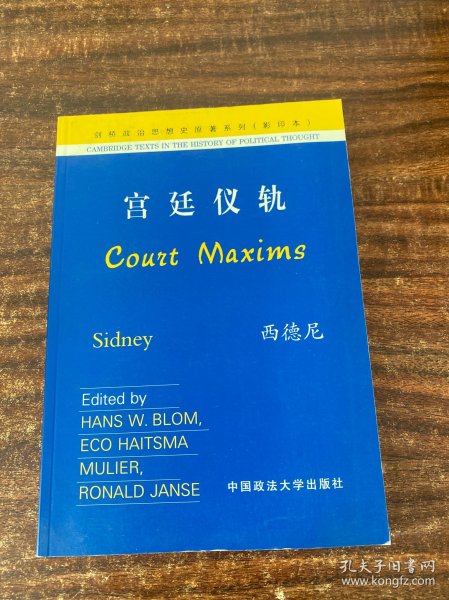 剑桥政治思想史原著系列(影印本)
CAMBRIDGE TEXTS IN THE HISTORY OF POLITICAL THOUGHT
宫廷仪轨
Court Maxims
Sidney 西德尼
Edited by
HANS W. BLOM,
ECO HAITSMA
MULIER,
RONALD JANSE
中国政法大学出版社
孔夫子旧书网
www.kongfz.com